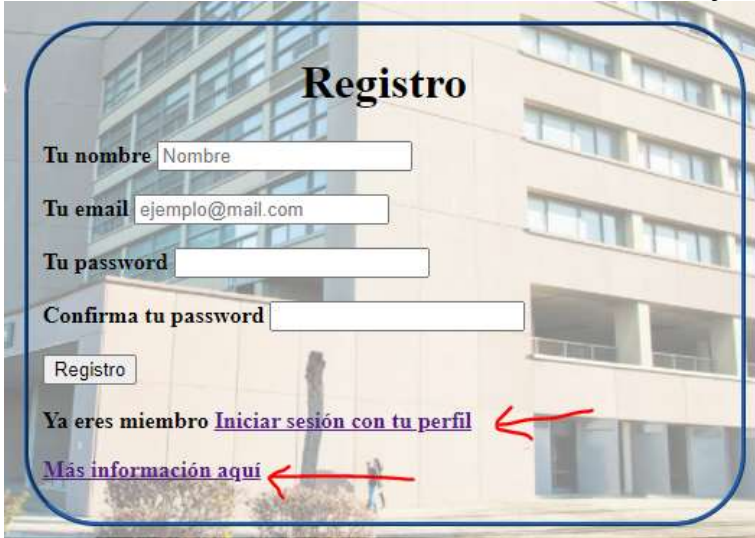 Registro
Tu nombre Nombre
Tu email ejemplo@mail.com
Tu password
Confirma tu password
Registro
Ya eres miembro Iniciar sesión con tu perfil
Más información aquí